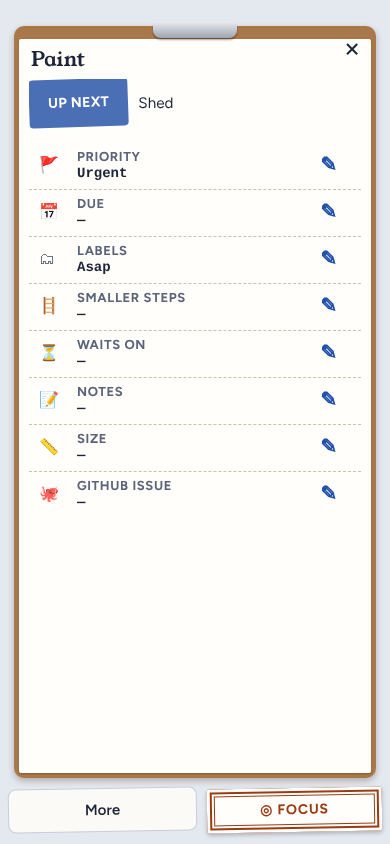 Paint
UP NEXT Shed
PRIORITY
Urgent
DUE
—
LABELS
Asap
SMALLER STEPS
—
WAITS ON
—
NOTES
—
SIZE
—
GITHUB ISSUE
—
More
◎ FOCUS